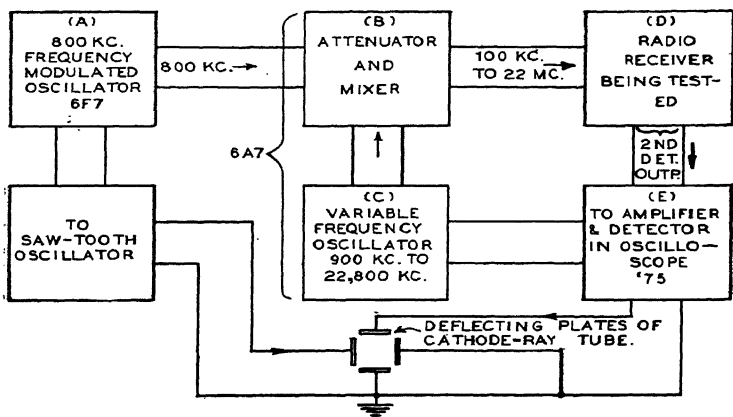 (A)
800 KC.
FREQUENCY
MODULATED
OSCILLATOR
6F7
800 KC.→
(B)
ATTENUATOR
AND
MIXER
100 KC.
TO 22 MC.
(D)
RADIO
RECEIVER
BEING TEST-
ED
6A7
2ND
DET.
OUTP.
TO
SAW-TOOTH
OSCILLATOR
(C)
VARIABLE
FREQUENCY
OSCILLATOR
900 KC. TO
22,800 KC.
(E)
TO AMPLIFIER
& DETECTOR
IN OSCILLO-
SCOPE
'75
DEFLECTING PLATES OF
CATHODE-RAY TUBE.